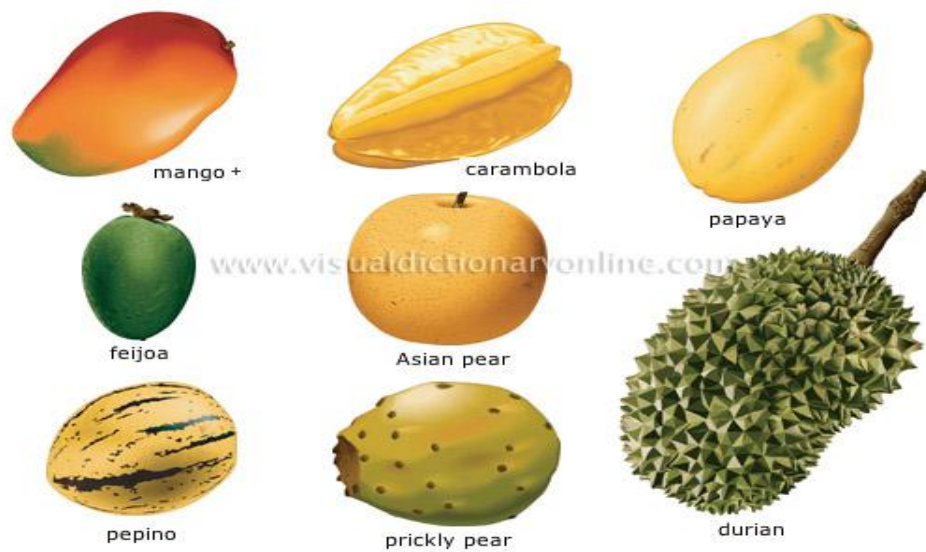 mango +
carambola
papaya
www.visualdictionaryonline.com
feijoa
Asian pear
pepino
prickly pear
durian